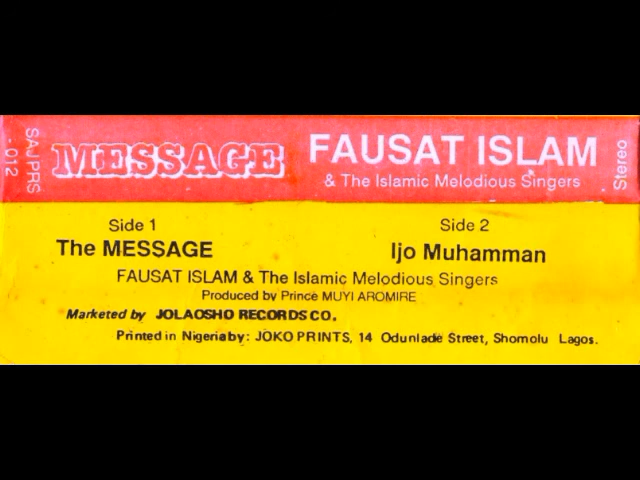 SAJ PRS
- 012
MESSAGE
FAUSAT ISLAM
& The Islamic Melodious Singers
Stereo
Side 1
Side 2
The MESSAGE
Ijo Muhamman
FAUSAT ISLAM & The Islamic Melodious Singers
Produced by Prince MUYI AROMIRE
Marketed by JOLAOSHO RECORDS CO.
Printed in Nigeria by: JOKO PRINTS, 14 Odunlade Street, Shomolu Lagos.